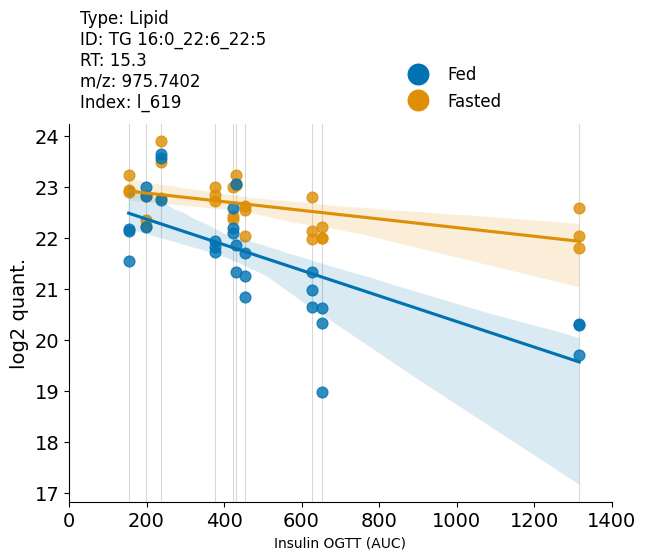 Type: Lipid
ID: TG 16:0_22:6_22:5
RT: 15.3
m/z: 975.7402
Index: l_619
Fed
Fasted
24
23
22
21
20
19
18
17
log2 quant.
0
200
400
600
800
1000
1200
1400
Insulin OGTT (AUC)